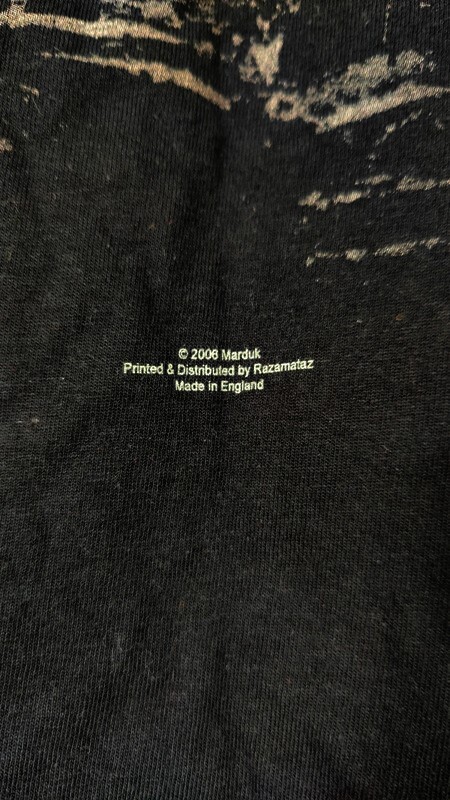 © 2006 Marduk
Printed & Distributed by Razamataz
Made in England